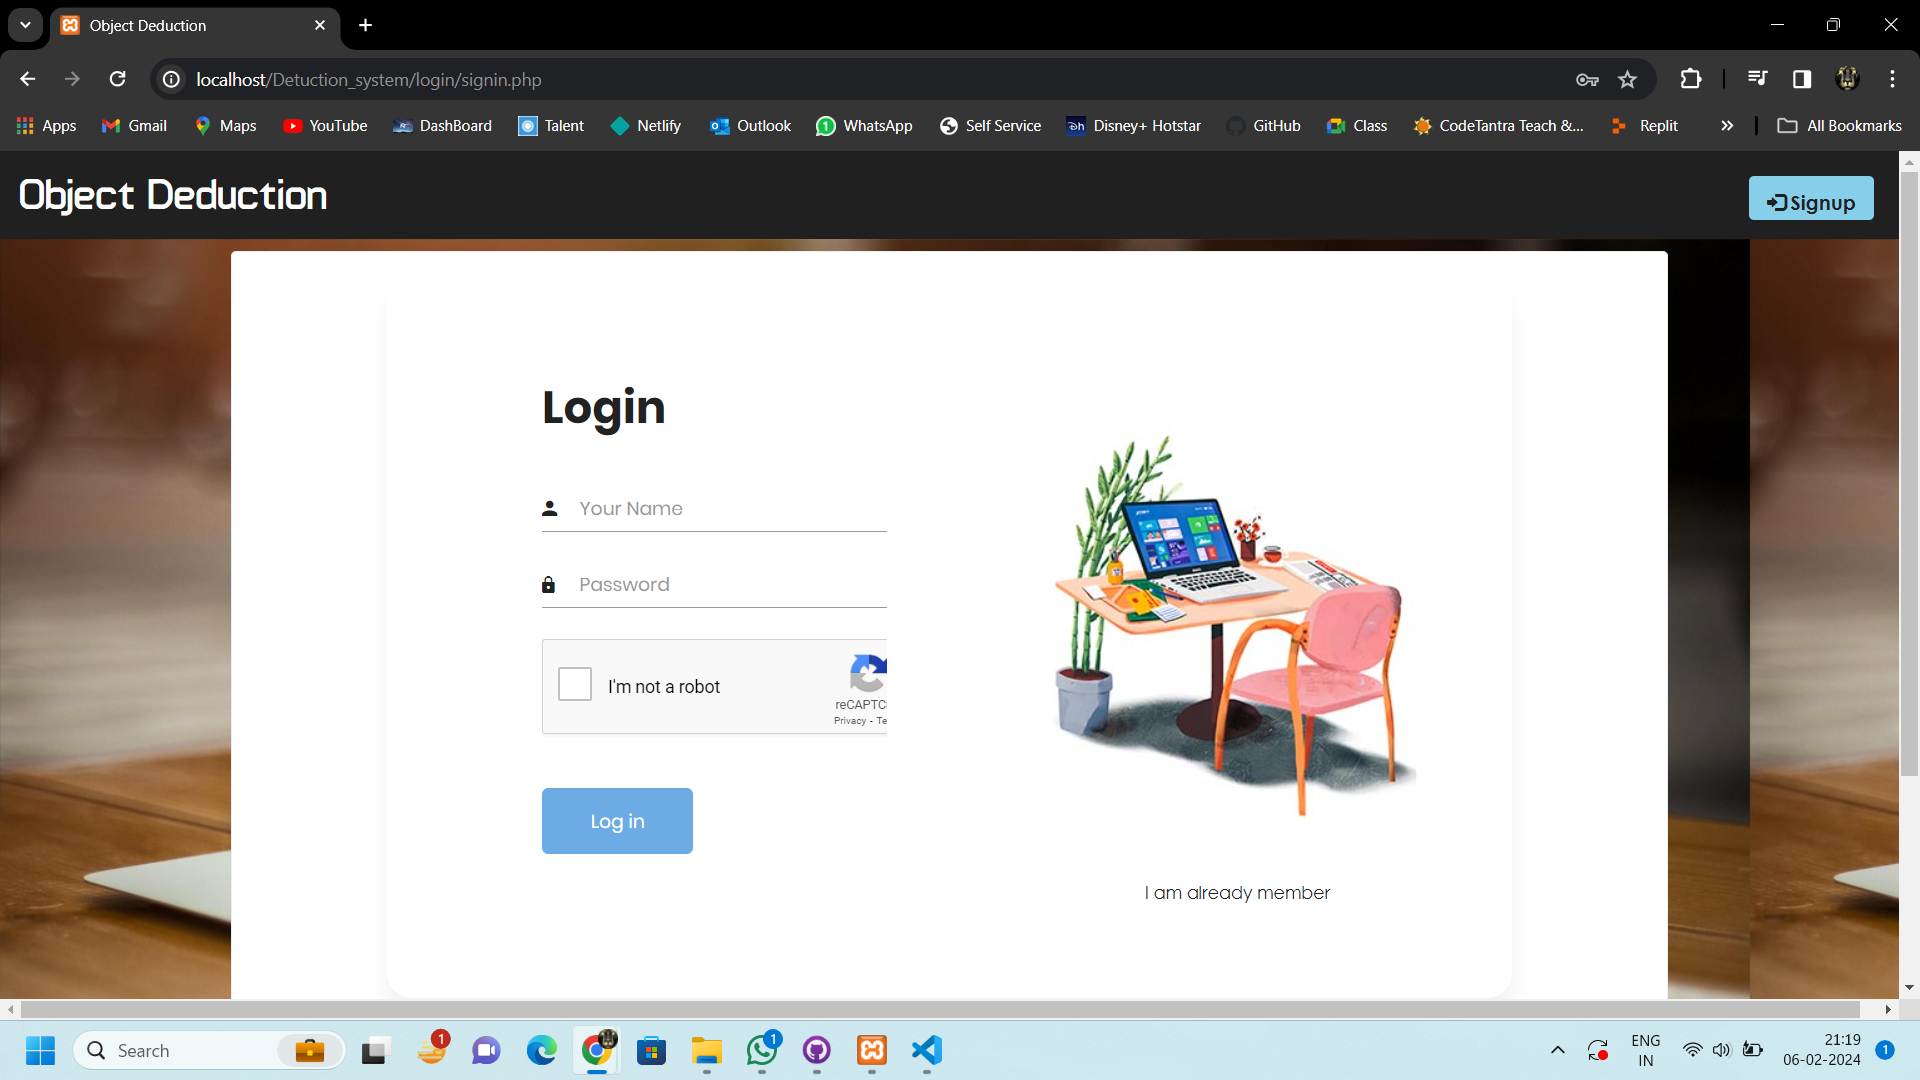 Object Deduction
localhost/Detuction_system/login/signin.php
Apps Gmail Maps YouTube DashBoard Talent Netlify Outlook WhatsApp Self Service Disney+ Hotstar GitHub Class CodeTantra Teach &... Replit » All Bookmarks
Object Deduction
Signup
Login
Your Name
Password
I'm not a robot
reCAPTC
Privacy - Te
Log in
I am already member
Search
1
1
ENG
IN
21:19
06-02-2024
1